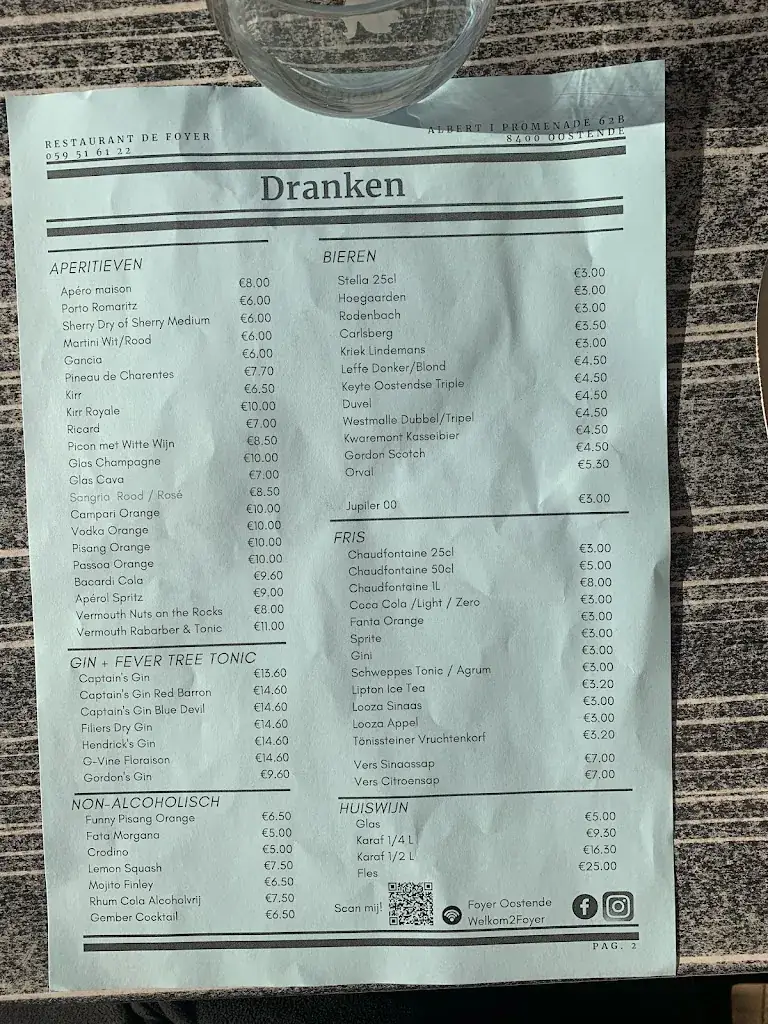 RESTAURANT DE FOYER
059 51 61 22
ALBERT I PROMENADE 62B
8400 OOSTENDE
Dranken
APERITIEVEN
Apéro maison €8.00
Porto Romaritz €6.00
Sherry Dry of Sherry Medium €6.00
Martini Wit/Rood €6.00
Gancia €6.00
Pineau de Charentes €7.70
Kirr €6.50
Kirr Royale €10.00
Ricard €7.00
Picon met Witte Wijn €8.50
Glas Champagne €10.00
Glas Cava €7.00
Sangria Rood / Rosé €8.50
Campari Orange €10.00
Vodka Orange €10.00
Pisang Orange €10.00
Passoa Orange €10.00
Bacardi Cola €9.60
Apérol Spritz €9.00
Vermouth Nuts on the Rocks €8.00
Vermouth Rabarber & Tonic €11.00
GIN + FEVER TREE TONIC
Captain's Gin €13.60
Captain's Gin Red Barron €14.60
Captain's Gin Blue Devil €14.60
Filiers Dry Gin €14.60
Hendrick's Gin €14.60
G-Vine Floraison €14.60
Gordon's Gin €9.60
NON-ALCOHOLISCH
Funny Pisang Orange €6.50
Fata Morgana €5.00
Crodino €5.00
Lemon Squash €7.50
Mojito Finley €6.50
Rhum Cola Alcoholvrij €7.50
Gember Cocktail €6.50
BIEREN
Stella 25cl €3.00
Hoegaarden €3.00
Rodenbach €3.00
Carlsberg €3.50
Kriek Lindemans €3.00
Leffe Donker/Blond €4.50
Keyte Oostendse Triple €4.50
Duvel €4.50
Westmalle Dubbel/Tripel €4.50
Kwaremont Kasseibier €4.50
Gordon Scotch €4.50
Orval €5.30
Jupiler 00 €3.00
FRIS
Chaudfontaine 25cl €3.00
Chaudfontaine 50cl €5.00
Chaudfontaine 1L €8.00
Coca Cola /Light / Zero €3.00
Fanta Orange €3.00
Sprite €3.00
Gini €3.00
Schweppes Tonic / Agrum €3.00
Lipton Ice Tea €3.20
Looza Sinaas €3.00
Looza Appel €3.00
Tönissteiner Vruchtenkorf €3.20
Vers Sinaassap €7.00
Vers Citroensap €7.00
HUISWIJN
Glas €5.00
Karaf 1/4 L €9.30
Karaf 1/2 L €16.30
Fles €25.00
Scan mij!
Foyer Oostende
Welkom2Foyer
PAG. 2